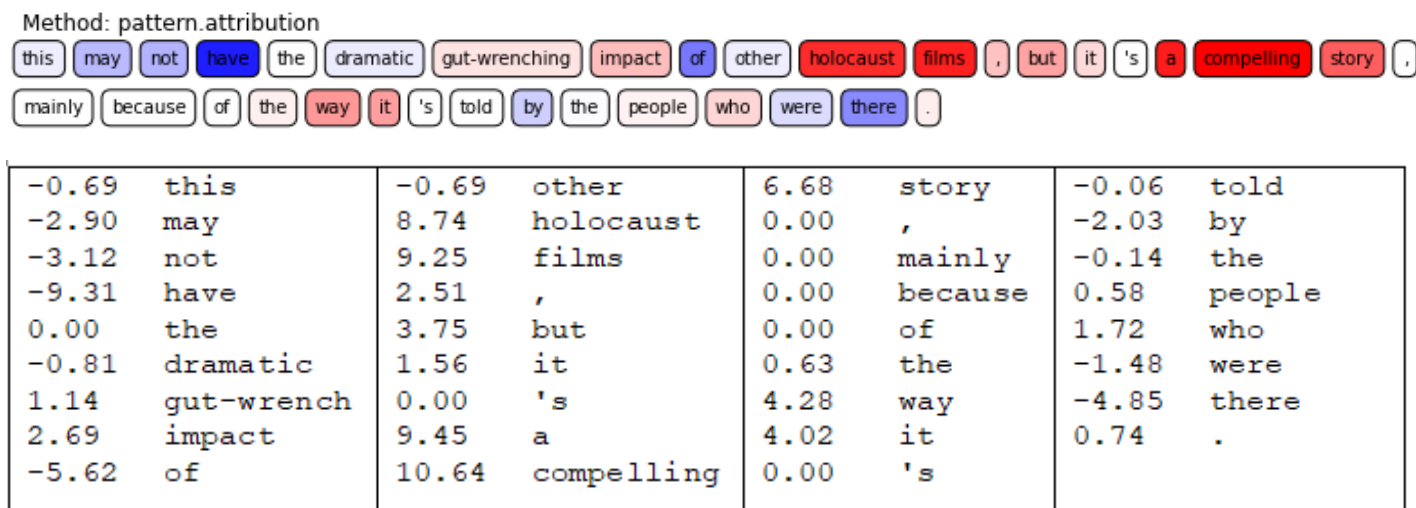 Method: pattern.attribution
this may not have the dramatic gut-wrenching impact of other holocaust films , but it 's a compelling story ,
mainly because of the way it 's told by the people who were there .
-0.69 this -0.69 other 6.68 story -0.06 told
-2.90 may 8.74 holocaust 0.00 , -2.03 by
-3.12 not 9.25 films 0.00 mainly -0.14 the
-9.31 have 2.51 , 0.00 because 0.58 people
0.00 the 3.75 but 0.00 of 1.72 who
-0.81 dramatic 1.56 it 0.63 the -1.48 were
1.14 gut-wrench 0.00 's 4.28 way -4.85 there
2.69 impact 9.45 a 4.02 it 0.74 .
-5.62 of 10.64 compelling 0.00 's